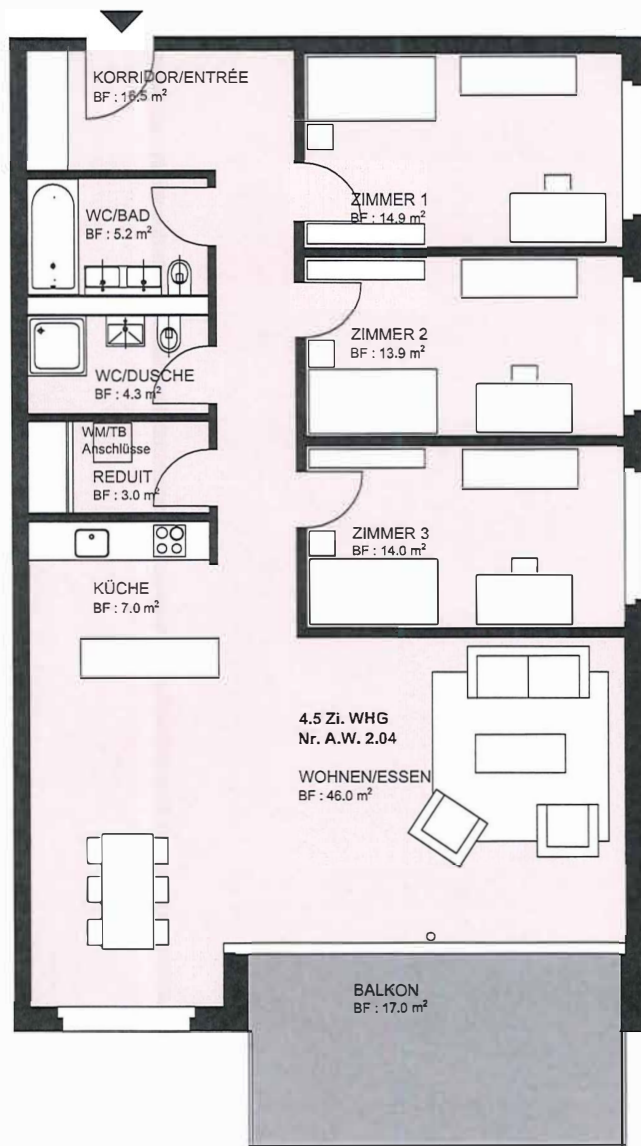 KORRIDOR/ENTRÉE
BF : 16.5 m²
ZIMMER 1
BF : 14.9 m²
WC/BAD
BF : 5.2 m²
ZIMMER 2
BF : 13.9 m²
WC/DUSCHE
BF : 4.3 m²
WM/TB
Anschlüsse
REDUIT
BF : 3.0 m²
ZIMMER 3
BF : 14.0 m²
KÜCHE
BF : 7.0 m²
4.5 Zi. WHG
Nr. A.W. 2.04
WOHNEN/ESSEN
BF : 46.0 m²
BALKON
BF : 17.0 m²